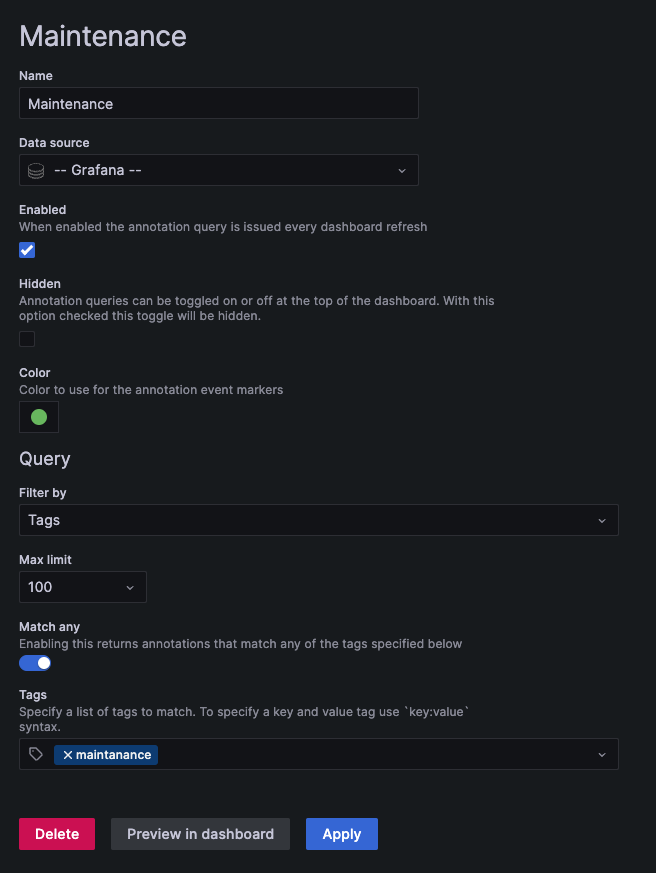 Maintenance
Name
Maintenance
Data source
-- Grafana --
Enabled
When enabled the annotation query is issued every dashboard refresh
Hidden
Annotation queries can be toggled on or off at the top of the dashboard. With this
option checked this toggle will be hidden.
Color
Color to use for the annotation event markers
Query
Filter by
Tags
Max limit
100
Match any
Enabling this returns annotations that match any of the tags specified below
Tags
Specify a list of tags to match. To specify a key and value tag use `key:value`
syntax.
maintanance
Delete
Preview in dashboard
Apply